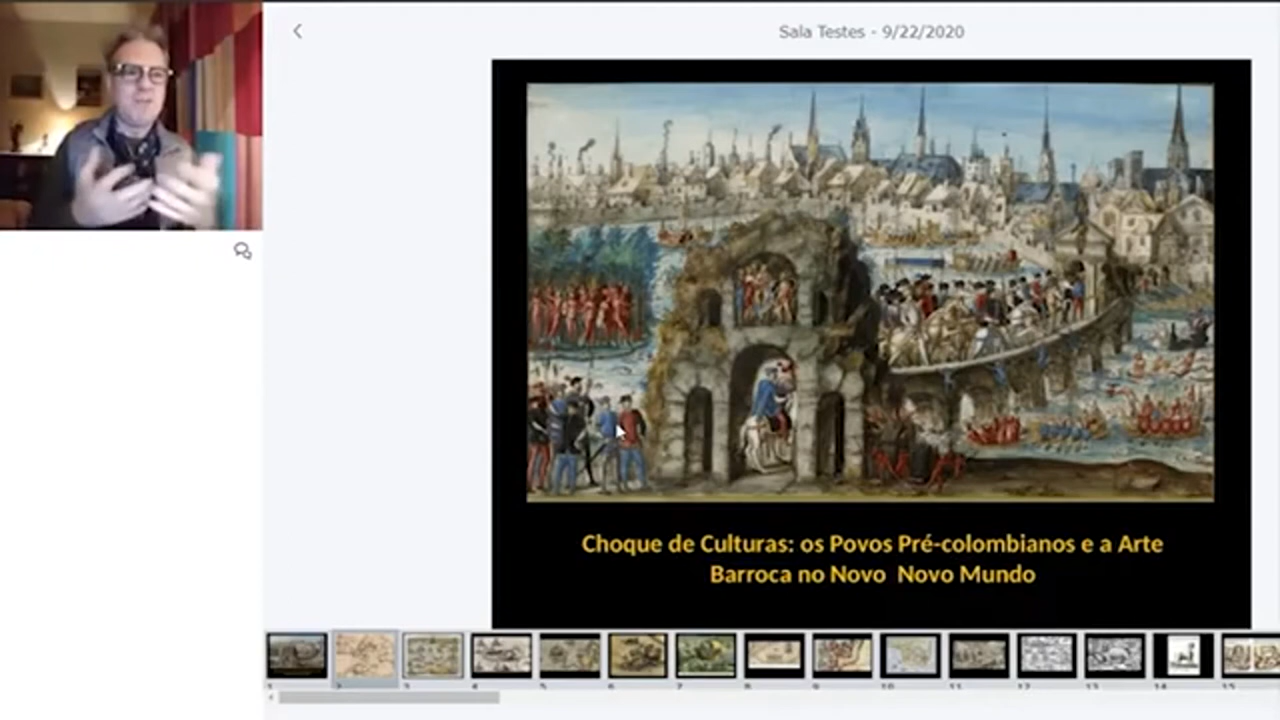 Sala Testes - 9/22/2020
Choque de Culturas: os Povos Pré-colombianos e a Arte
Barroca no Novo  Novo Mundo